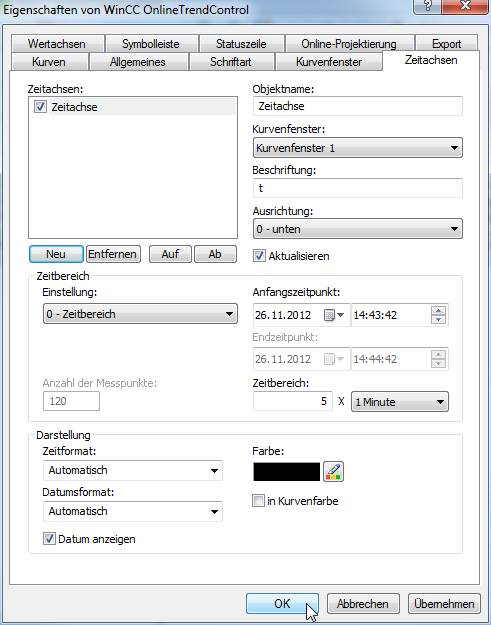 Eigenschaften von WinCC OnlineTrendControl
Wertachsen Symbolleiste Statuszeile Online-Projektierung Export
Kurven Allgemeines Schriftart Kurvenfenster Zeitachsen
Zeitachsen:
Zeitachse
Objektname:
Zeitachse
Kurvenfenster:
Kurvenfenster 1
Beschriftung:
t
Ausrichtung:
0 - unten
Neu Entfernen Auf Ab
Aktualisieren
Zeitbereich
Einstellung:
0 - Zeitbereich
Anfangszeitpunkt:
26.11.2012 14:43:42
Endzeitpunkt:
26.11.2012 14:44:42
Anzahl der Messpunkte:
120
Zeitbereich:
5 X 1 Minute
Darstellung
Zeitformat:
Automatisch
Farbe:
Datumsformat:
Automatisch
in Kurvenfarbe
Datum anzeigen
OK Abbrechen Übernehmen